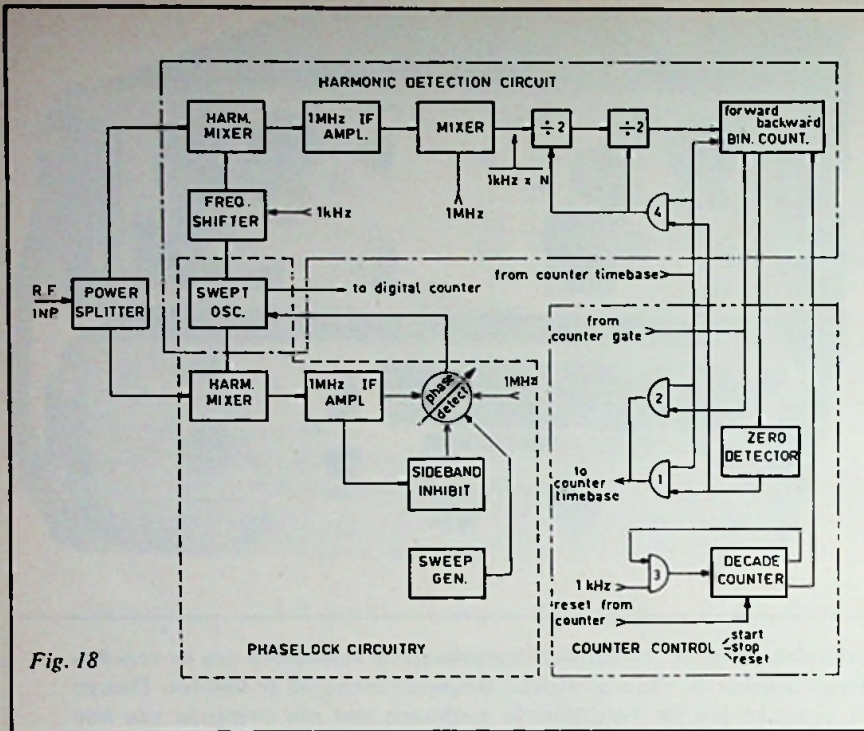 HARMONIC DETECTION CIRCUIT
HARM.
MIXER
1MHz IF
AMPL.
MIXER
÷2
÷2
forward
backward
BIN. COUNT.
1kHz x N
1MHz
FREQ.
SHIFTER
1kHz
4
R.F
INP.
POWER
SPLITTER
SWEPT
OSC.
to digital counter
from counter timebase
from
counter gate
HARM.
MIXER
1MHz IF
AMPL
phase
detect
1MHz
2
ZERO
DETECTOR
SIDEBAND
INHIBIT
to
counter
timebase
1
SWEEP
GEN.
3
DECADE
COUNTER
1 kHz
reset from
counter
Fig. 18
PHASELOCK CIRCUITRY
COUNTER CONTROL
start
stop
reset